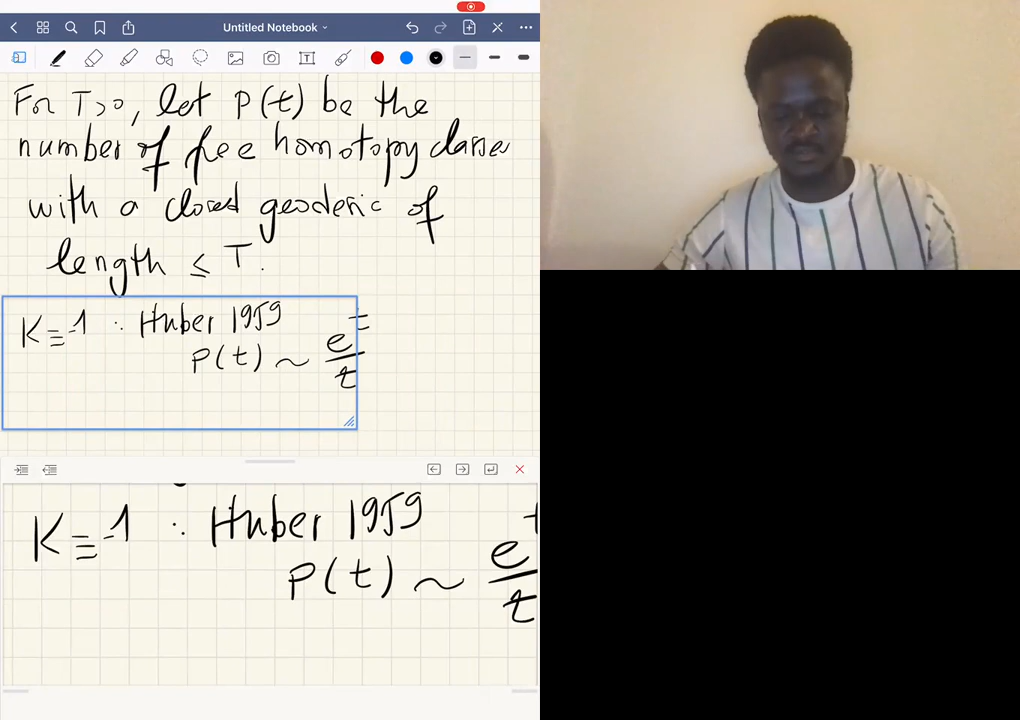 Untitled Notebook
For T>0, let P(t) be the
number of free homotopy classe
with a closed geodesic of
length ≤ T.
K≡-1 : Huber 1959
P(t) ~ e^t/t
K≡-1 : Huber 1959
P(t) ~ e^t/t